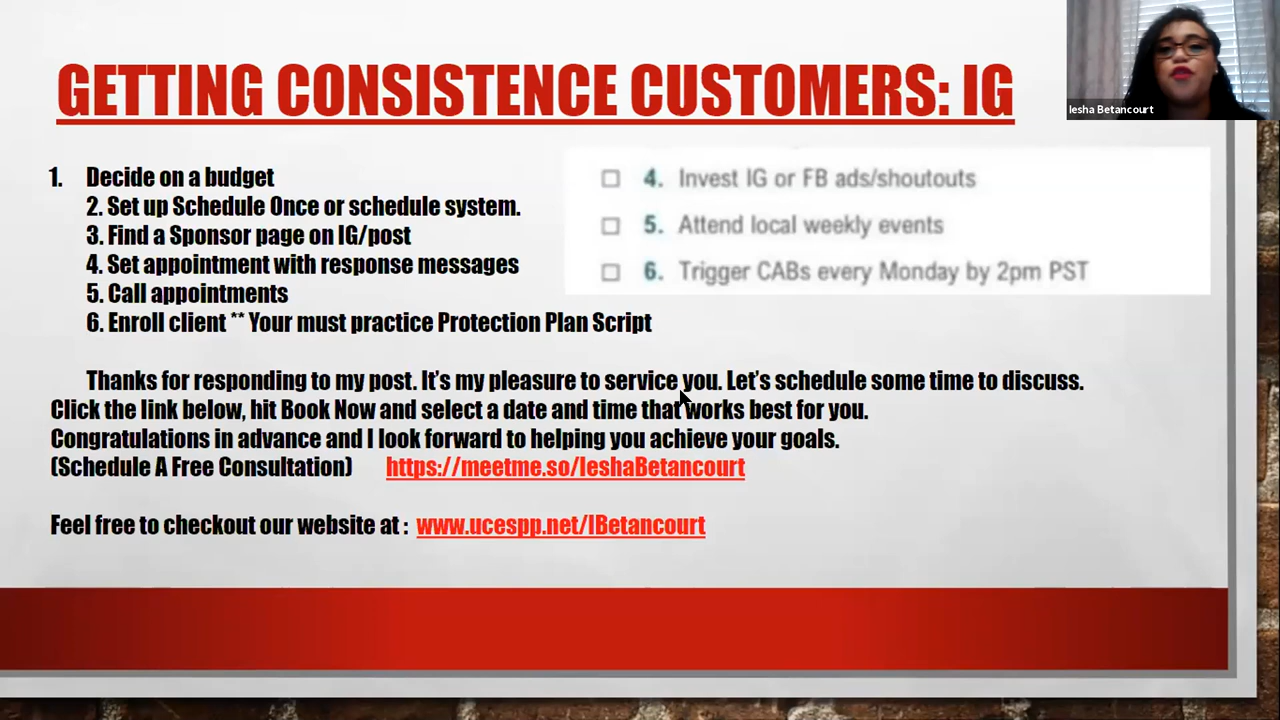 GETTING CONSISTENCE CUSTOMERS: IG
Iesha Betancourt
1. Decide on a budget
2. Set up Schedule Once or schedule system.
3. Find a Sponsor page on IG/post
4. Set appointment with response messages
5. Call appointments
6. Enroll client ** Your must practice Protection Plan Script
4. Invest IG or FB ads/shoutouts
5. Attend local weekly events
6. Trigger CABs every Monday by 2pm PST
Thanks for responding to my post. It’s my pleasure to service you. Let’s schedule some time to discuss.
Click the link below, hit Book Now and select a date and time that works best for you.
Congratulations in advance and I look forward to helping you achieve your goals.
(Schedule A Free Consultation) https://meetme.so/IeshaBetancourt
Feel free to checkout our website at : www.ucespp.net/IBetancourt